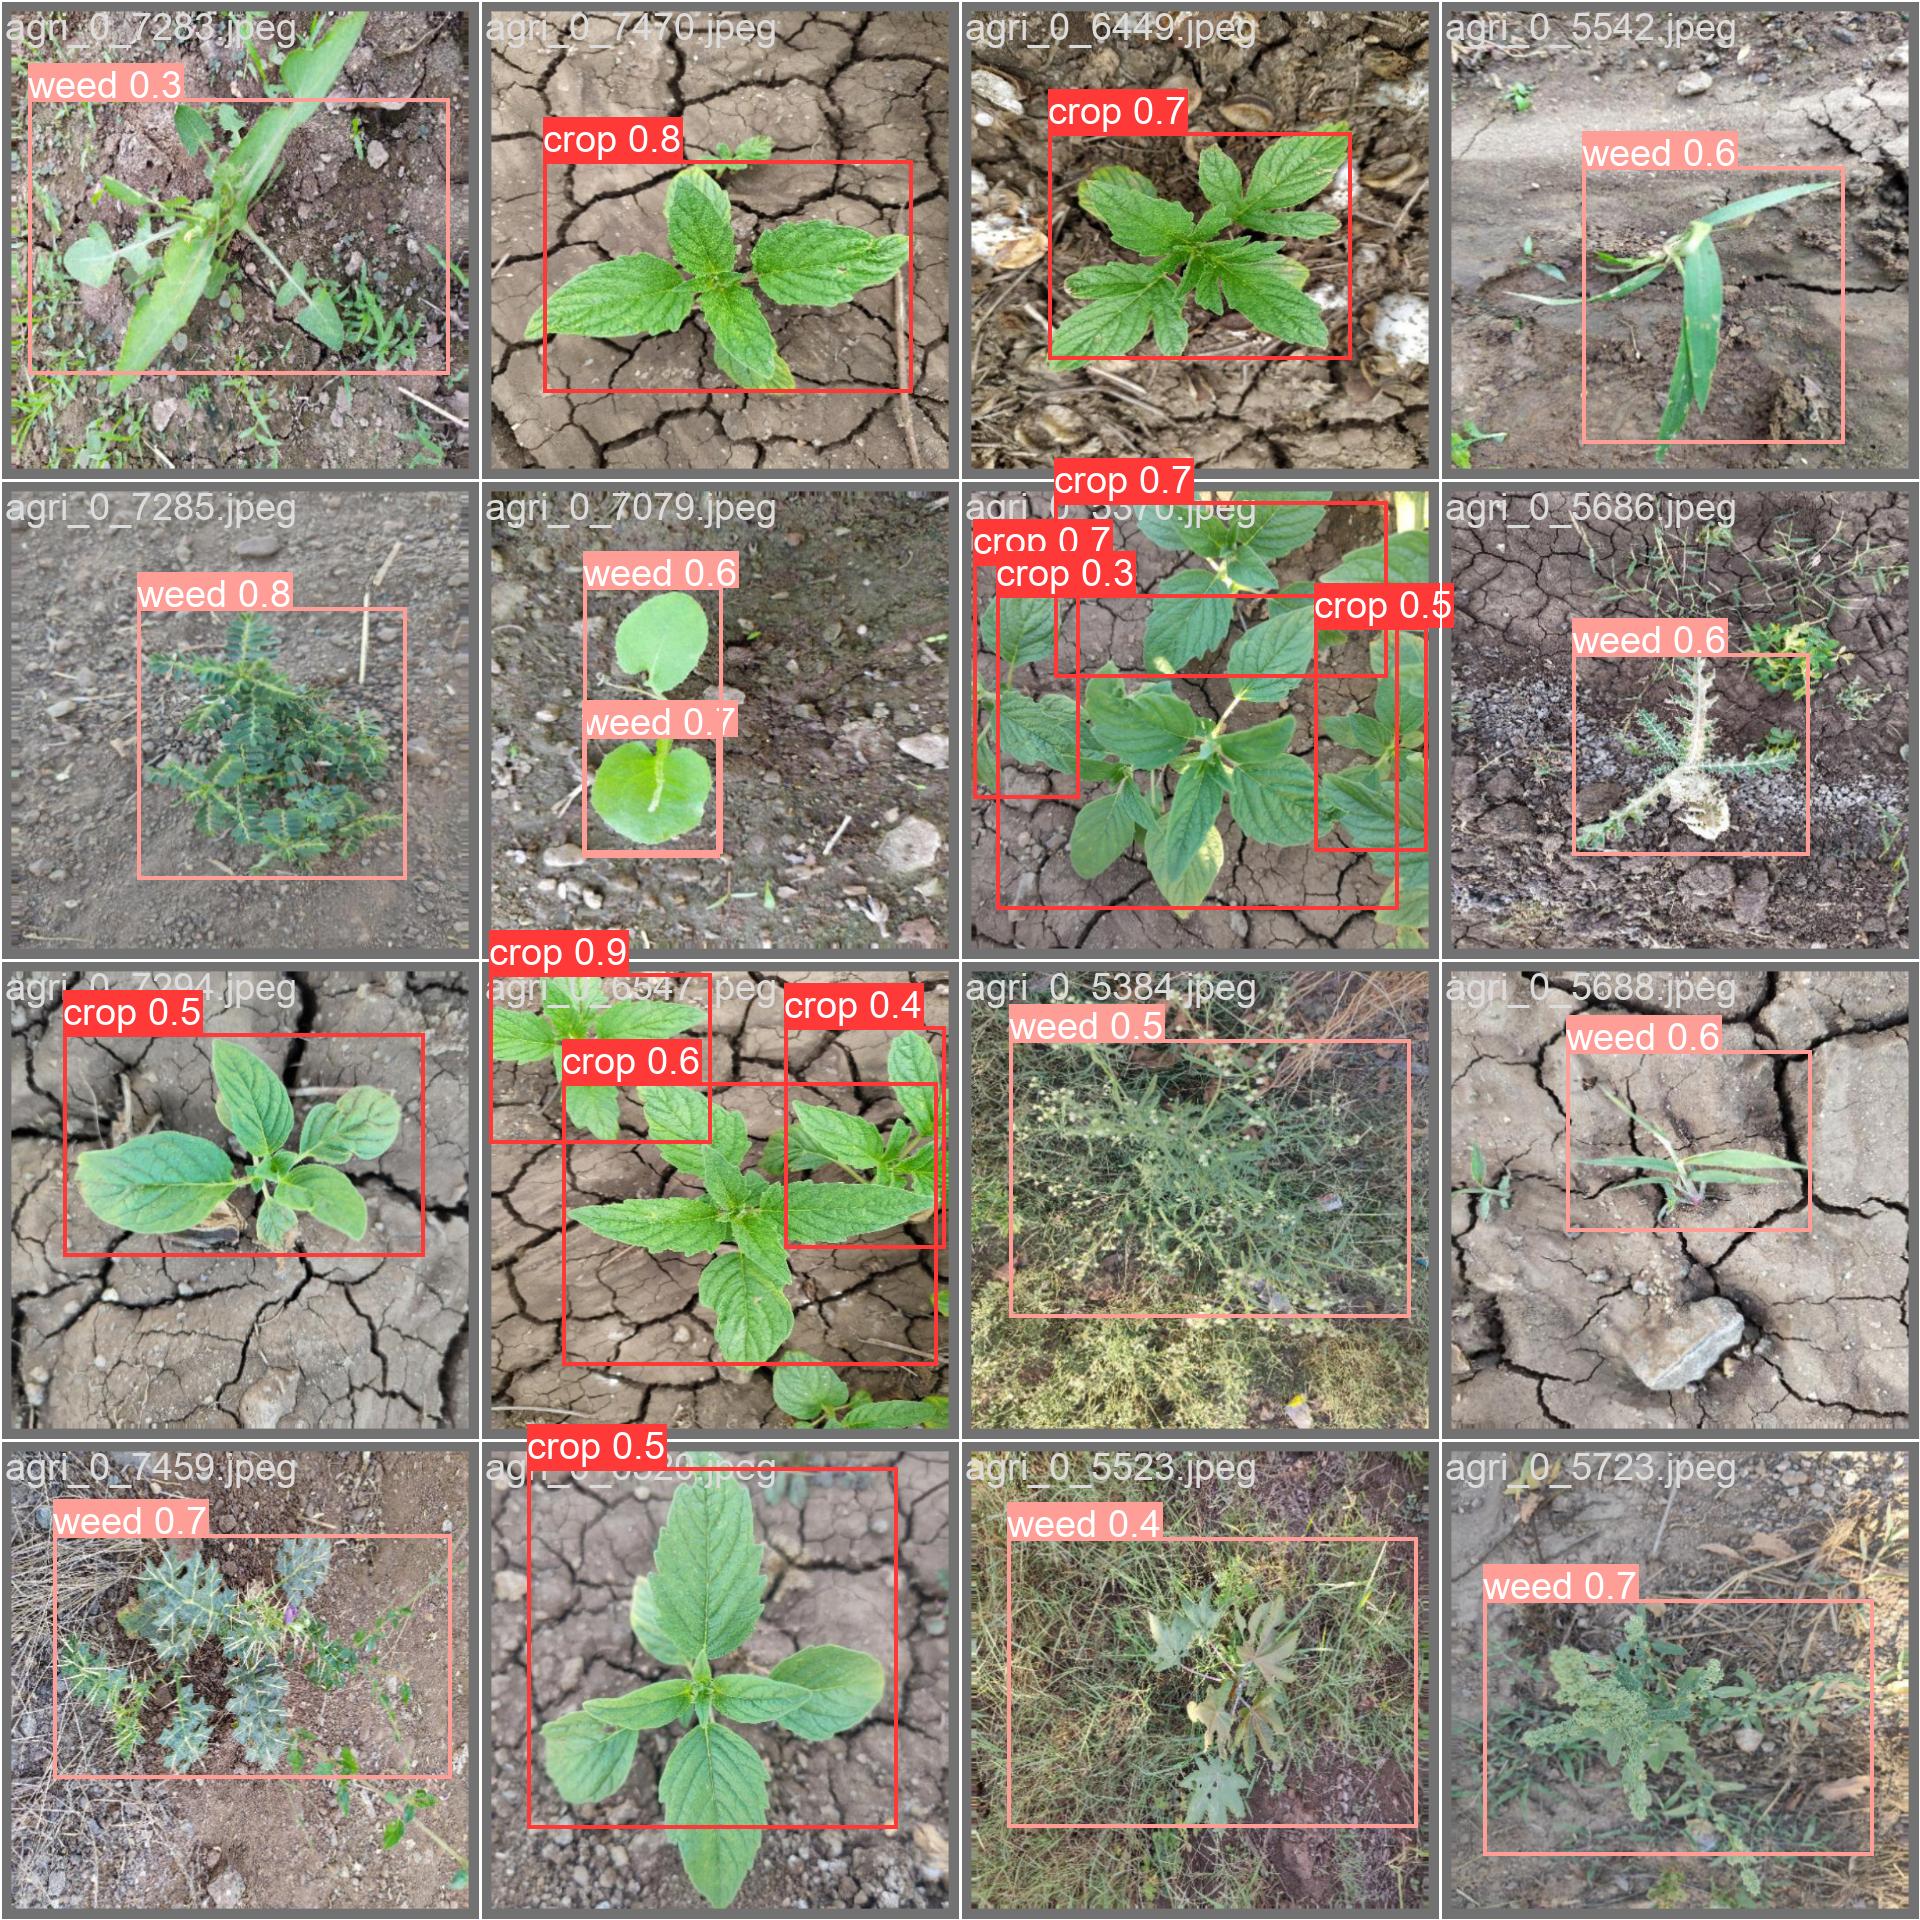 agri_0_7283.jpeg
weed 0.3
agri_0_7470.jpeg
crop 0.8
agri_0_6449.jpeg
crop 0.7
agri_0_5542.jpeg
weed 0.6
agri_0_7285.jpeg
weed 0.8
agri_0_7079.jpeg
weed 0.6
weed 0.7
crop 0.7
crop 0.7
crop 0.3
crop 0.5
agri_0_5686.jpeg
weed 0.6
crop 0.5
crop 0.9
crop 0.6
crop 0.4
agri_0_5384.jpeg
weed 0.5
agri_0_5688.jpeg
weed 0.6
agri_0_7459.jpeg
weed 0.7
crop 0.5
agri_0_5523.jpeg
weed 0.4
agri_0_5723.jpeg
weed 0.7